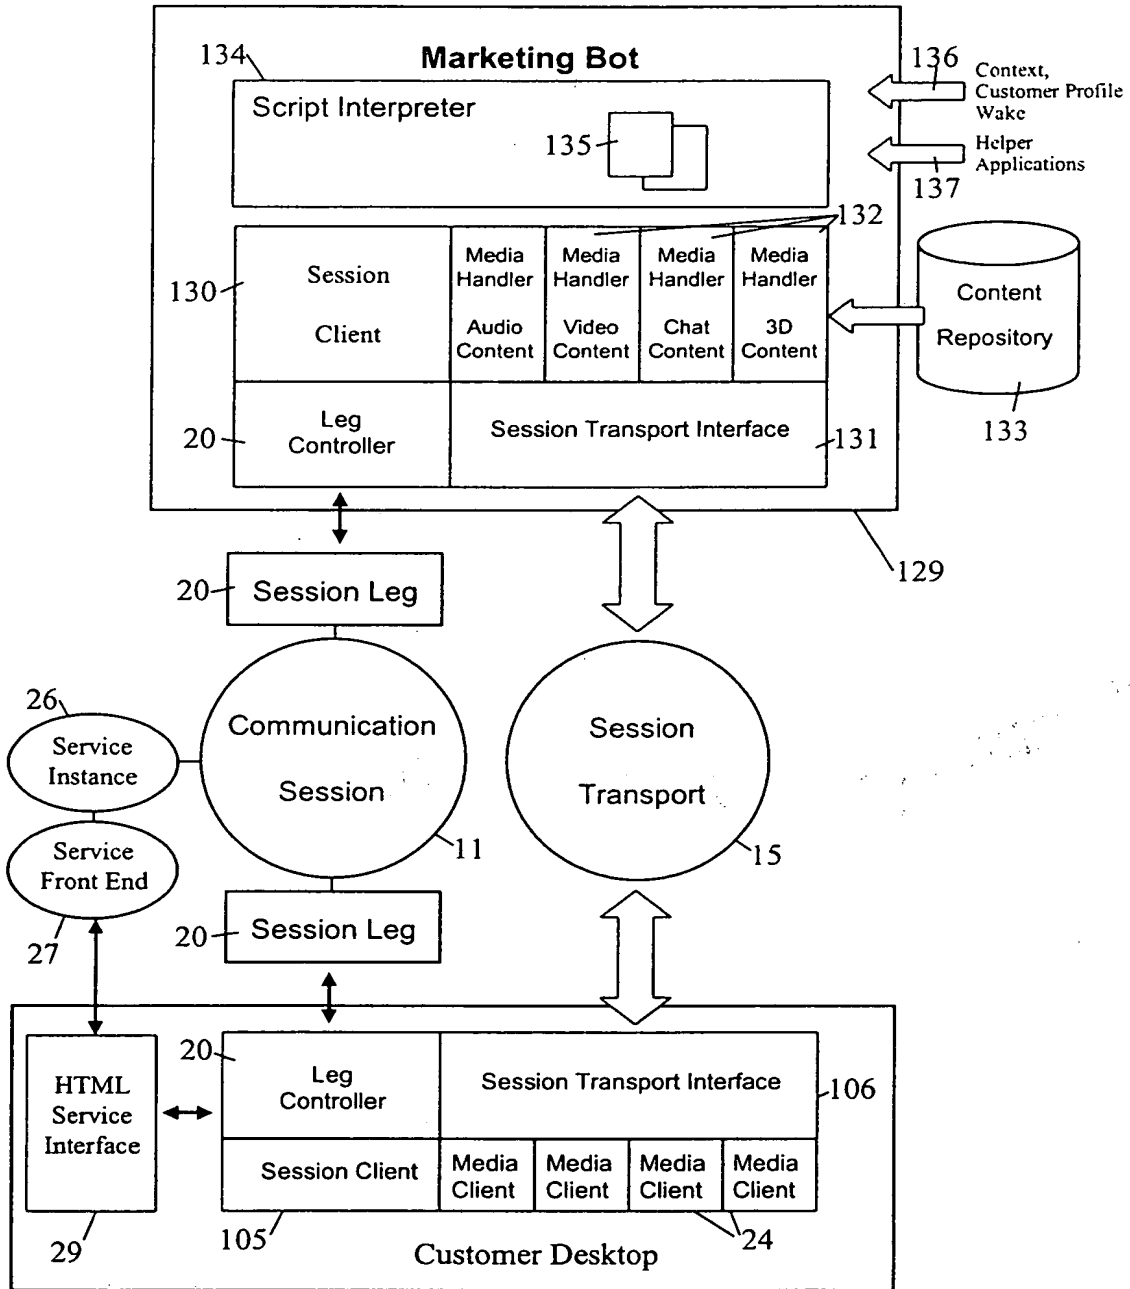 Marketing Bot
134
136
Context,
Customer Profile
Wake
Script Interpreter
135
137
Helper
Applications
132
130
Session
Client
Media
Handler
Audio
Content
Media
Handler
Video
Content
Media
Handler
Chat
Content
Media
Handler
3D
Content
Content
Repository
133
20
Leg
Controller
Session Transport Interface
131
129
20
Session Leg
26
Service
Instance
Communication
Session
11
Session
Transport
15
Service
Front End
27
20
Session Leg
HTML
Service
Interface
29
20
Leg
Controller
Session Transport Interface
106
Session Client
105
Media
Client
Media
Client
Media
Client
Media
Client
24
Customer Desktop